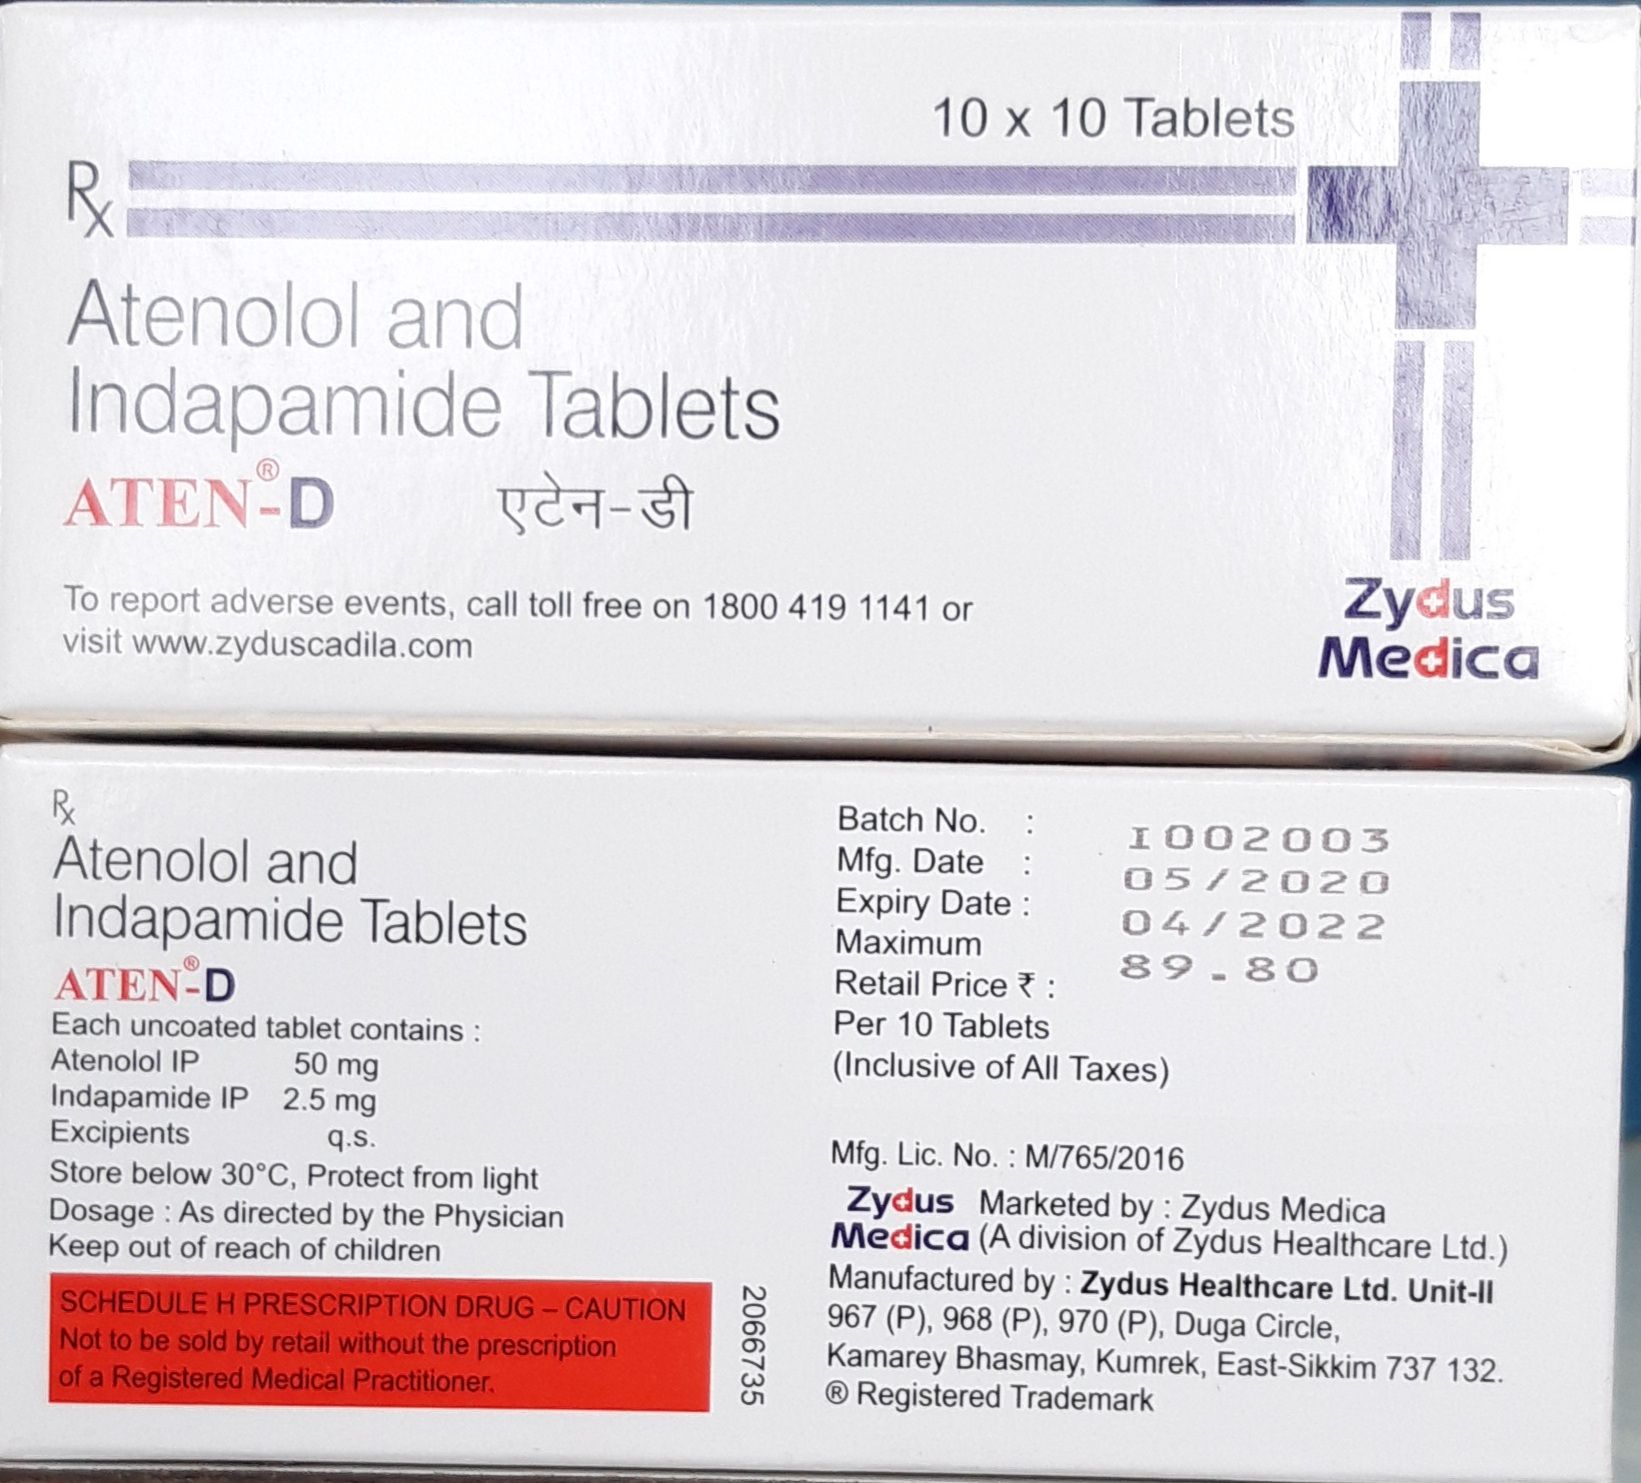 10 x 10 Tablets
Rx
Atenolol and
Indapamide Tablets
ATEN®-D एटेन-डी
To report adverse events, call toll free on 1800 419 1141 or
visit www.zyduscadila.com
Zydus
Medica
Rx
Atenolol and
Indapamide Tablets
ATEN®-D
Each uncoated tablet contains :
Atenolol IP 50 mg
Indapamide IP 2.5 mg
Excipients q.s.
Store below 30°C, Protect from light
Dosage : As directed by the Physician
Keep out of reach of children
SCHEDULE H PRESCRIPTION DRUG – CAUTION
Not to be sold by retail without the prescription
of a Registered Medical Practitioner.
2066735
Batch No. : I002003
Mfg. Date : 05/2020
Expiry Date : 04/2022
Maximum
Retail Price ₹ : 89.80
Per 10 Tablets
(Inclusive of All Taxes)
Mfg. Lic. No. : M/765/2016
Zydus Marketed by : Zydus Medica
Medica (A division of Zydus Healthcare Ltd.)
Manufactured by : Zydus Healthcare Ltd. Unit-II
967 (P), 968 (P), 970 (P), Duga Circle,
Kamarey Bhasmay, Kumrek, East-Sikkim 737 132.
® Registered Trademark